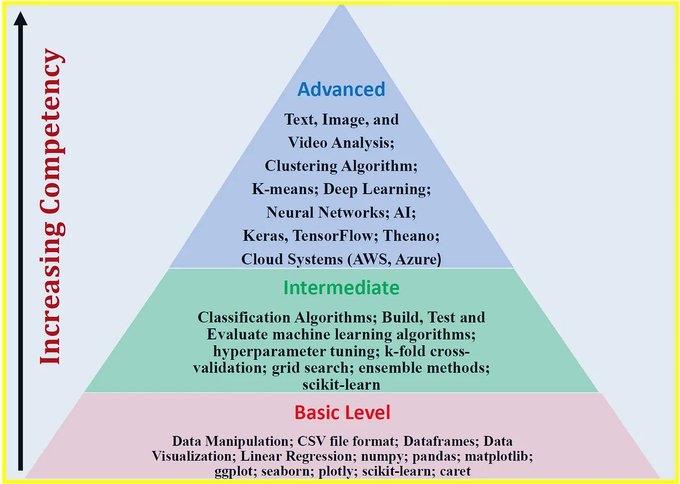 Increasing Competency
Advanced
Text, Image, and
Video Analysis;
Clustering Algorithm;
K-means; Deep Learning;
Neural Networks; AI;
Keras, TensorFlow; Theano;
Cloud Systems (AWS, Azure)
Intermediate
Classification Algorithms; Build, Test and
Evaluate machine learning algorithms;
hyperparameter tuning; k-fold cross-
validation; grid search; ensemble methods;
scikit-learn
Basic Level
Data Manipulation; CSV file format; Dataframes; Data
Visualization; Linear Regression; numpy; pandas; matplotlib;
ggplot; seaborn; plotly; scikit-learn; caret